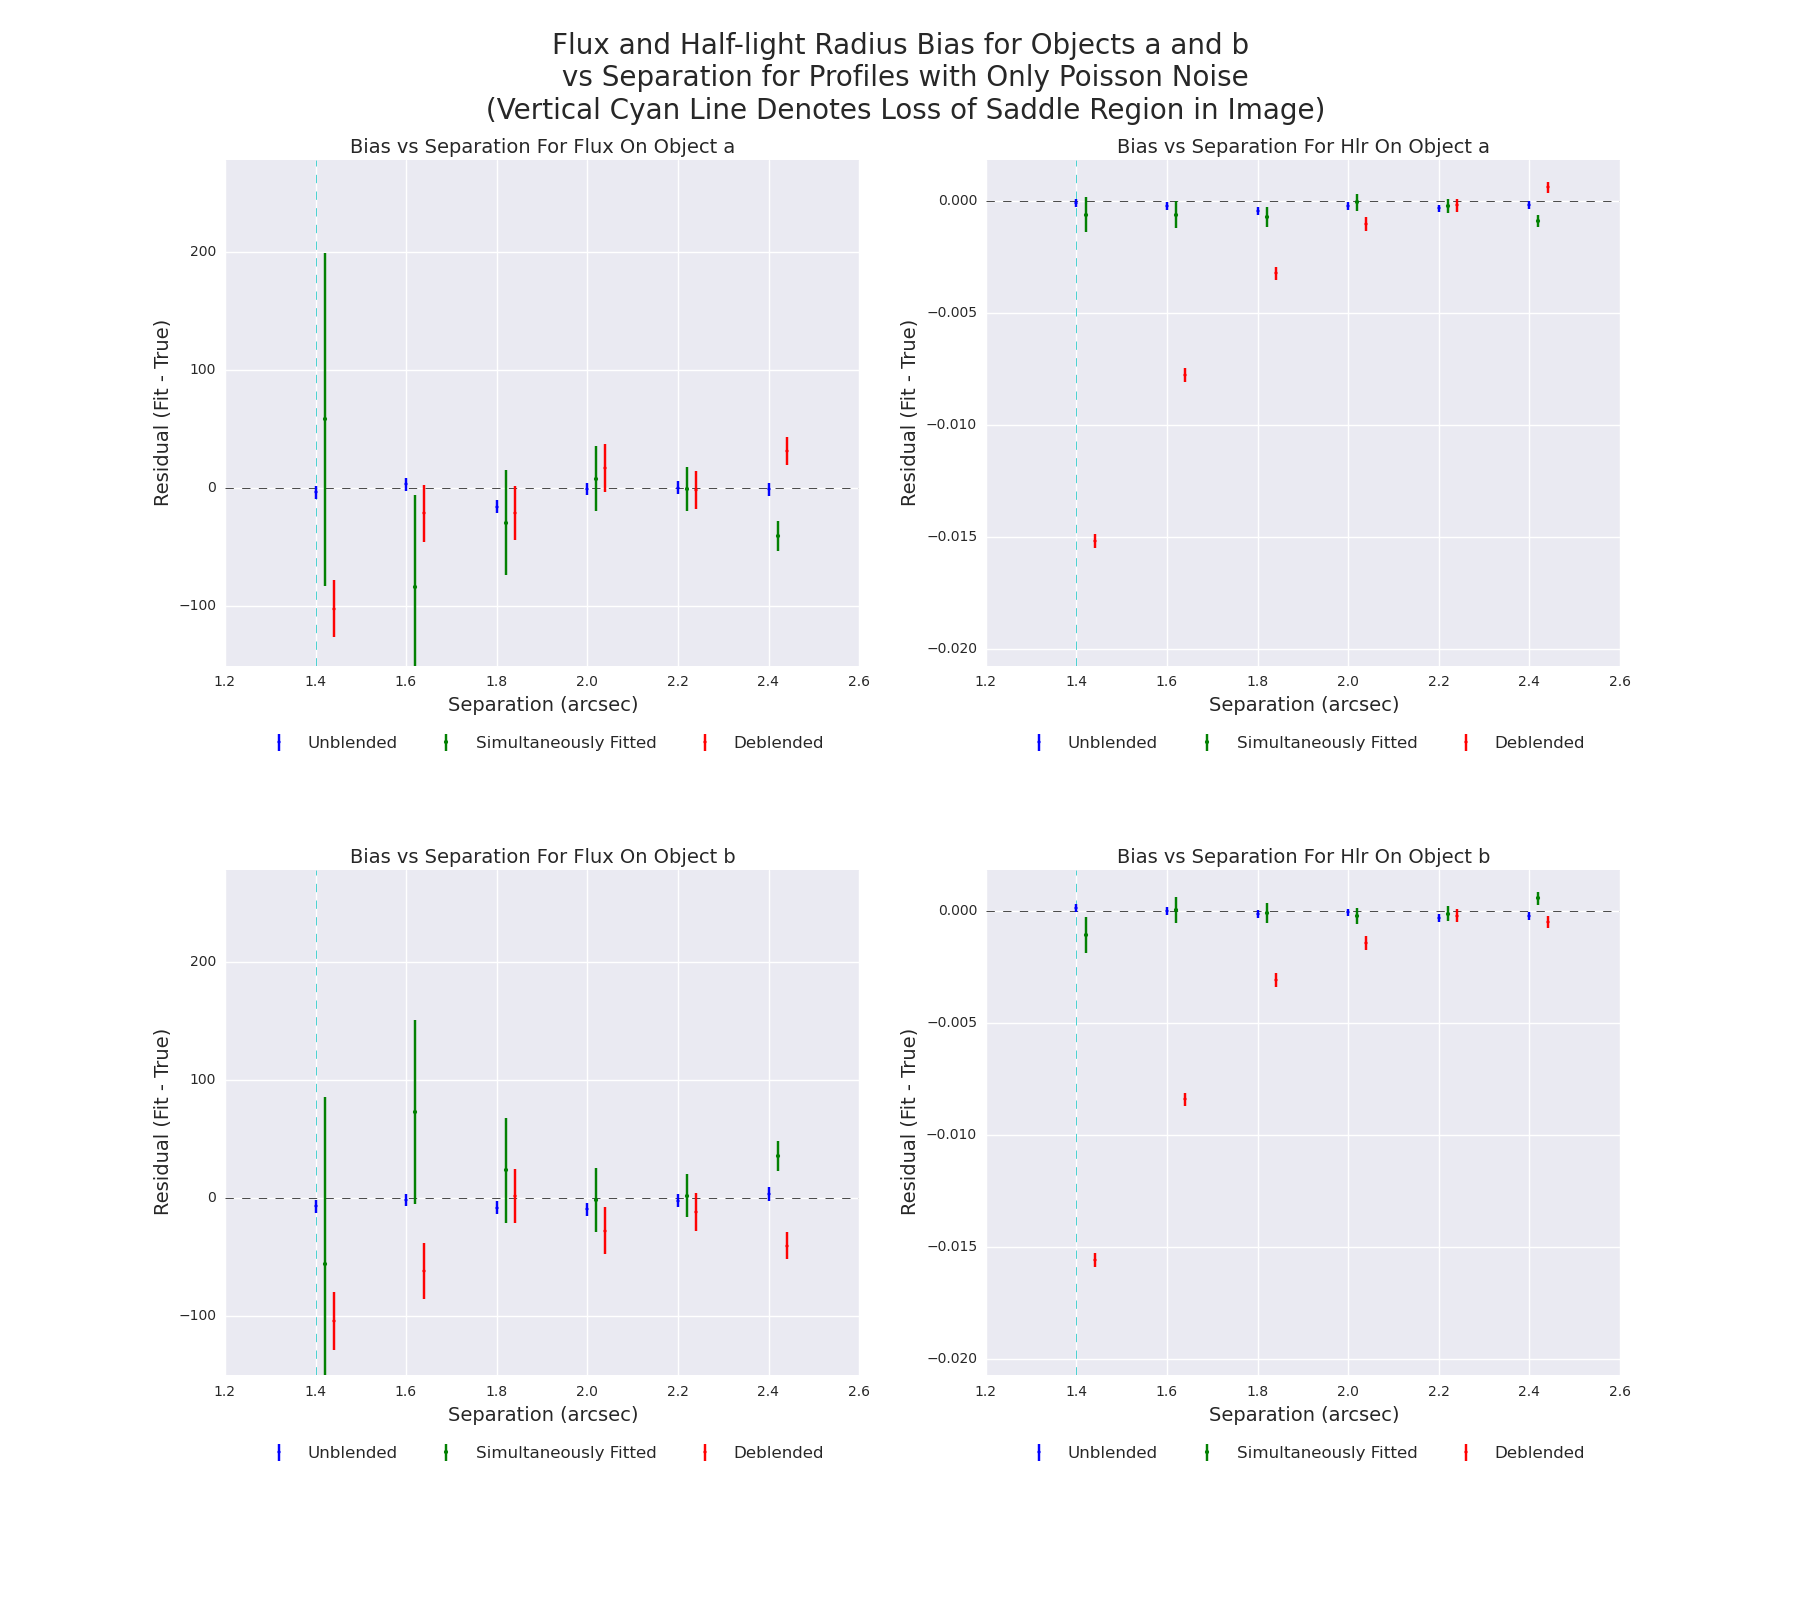 Flux and Half-light Radius Bias for Objects a and b
vs Separation for Profiles with Only Poisson Noise
(Vertical Cyan Line Denotes Loss of Saddle Region in Image)
Bias vs Separation For Flux On Object a
Residual (Fit - True)
200
100
0
−100
1.2 1.4 1.6 1.8 2.0 2.2 2.4 2.6
Separation (arcsec)
Unblended Simultaneously Fitted Deblended
Bias vs Separation For Hlr On Object a
Residual (Fit - True)
0.000
−0.005
−0.010
−0.015
−0.020
1.2 1.4 1.6 1.8 2.0 2.2 2.4 2.6
Separation (arcsec)
Unblended Simultaneously Fitted Deblended
Bias vs Separation For Flux On Object b
Residual (Fit - True)
200
100
0
−100
1.2 1.4 1.6 1.8 2.0 2.2 2.4 2.6
Separation (arcsec)
Unblended Simultaneously Fitted Deblended
Bias vs Separation For Hlr On Object b
Residual (Fit - True)
0.000
−0.005
−0.010
−0.015
−0.020
1.2 1.4 1.6 1.8 2.0 2.2 2.4 2.6
Separation (arcsec)
Unblended Simultaneously Fitted Deblended